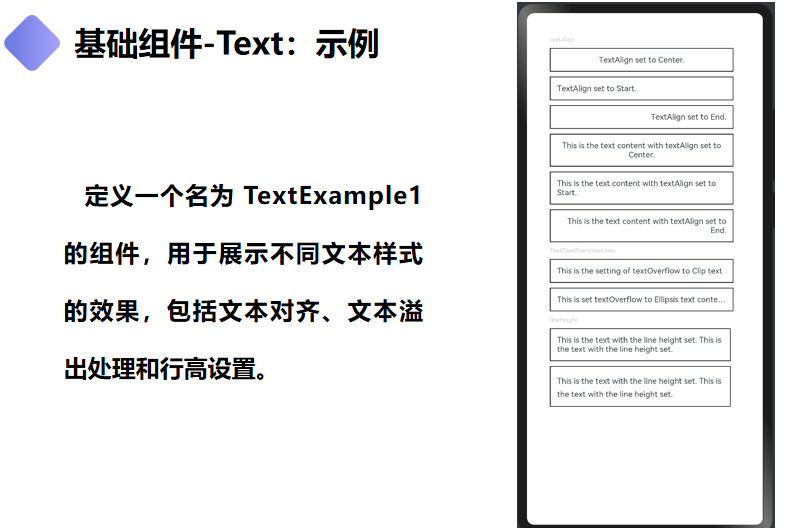 基础组件-Text：示例
定义一个名为 TextExample1
的组件，用于展示不同文本样式
的效果，包括文本对齐、文本溢
出处理和行高设置。
textAlign
TextAlign set to Center.
TextAlign set to Start.
TextAlign set to End.
This is the text content with textAlign set to
Center.
This is the text content with textAlign set to
Start.
This is the text content with textAlign set to
End.
TextOverflow+maxLines
This is the setting of textOverflow to Clip text
This is set textOverflow to Ellipsis text conte...
lineHeight
This is the text with the line height set. This is
the text with the line height set.
This is the text with the line height set. This is
the text with the line height set.